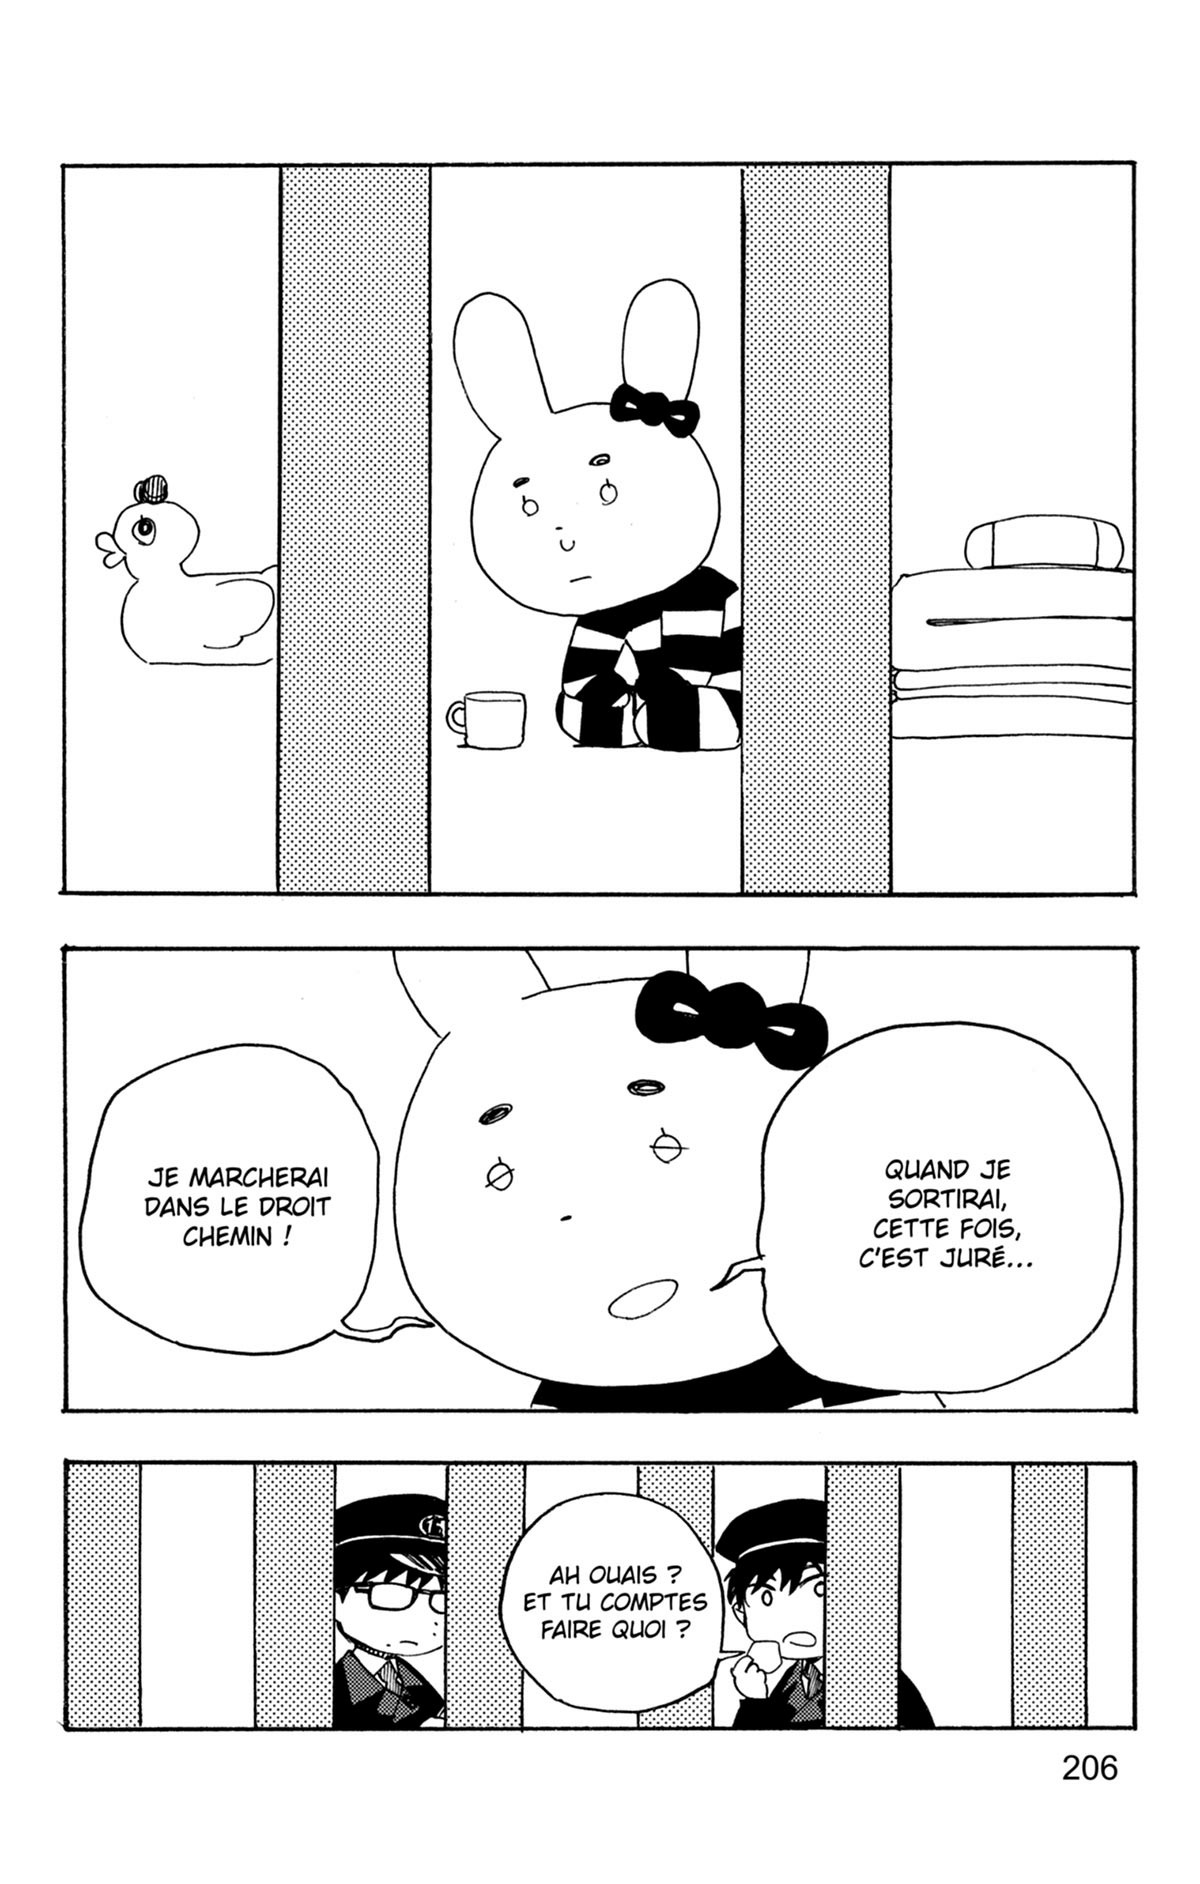 QUAND JE
SORTIRAI,
CETTE FOIS,
C'EST JURÉ...
JE MARCHERAI
DANS LE DROIT
CHEMIN !
AH OUAIS ?
ET TU COMPTES
FAIRE QUOI ?
206